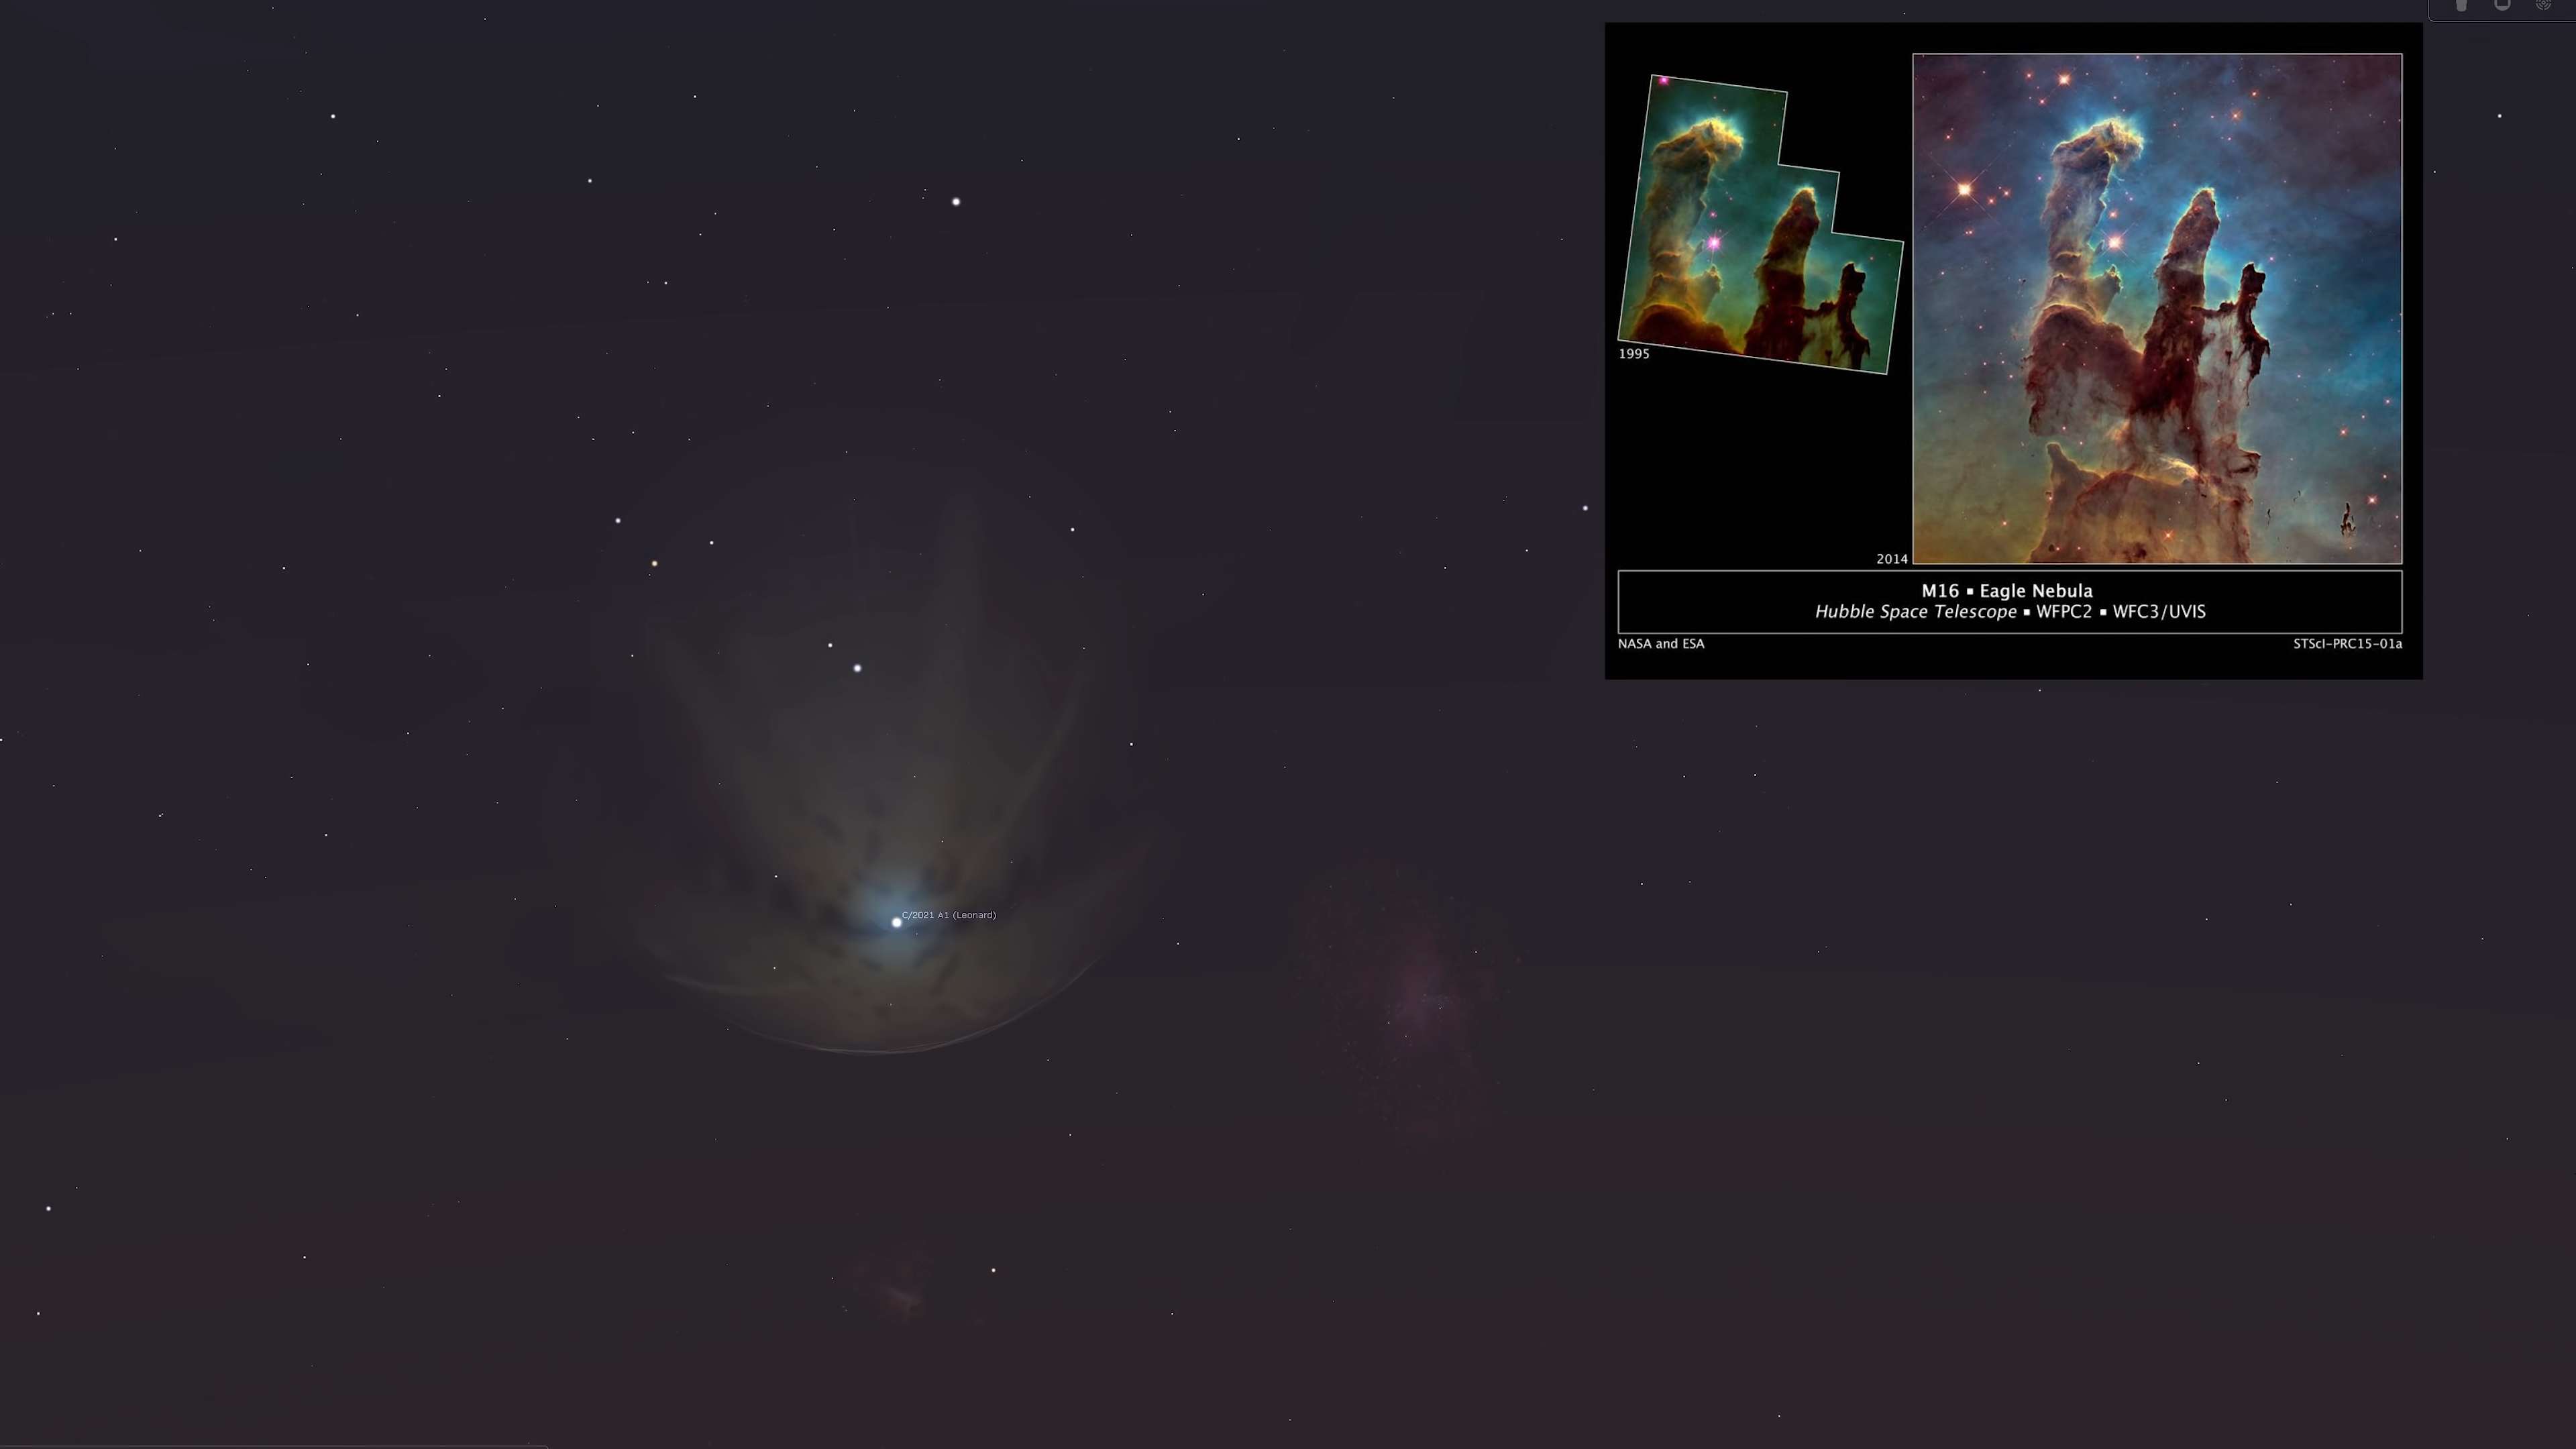 1995
2014
M16 ▪ Eagle Nebula
Hubble Space Telescope ▪ WFPC2 ▪ WFC3/UVIS
NASA and ESA
STScI-PRC15-01a
C/2021 A1 (Leonard)